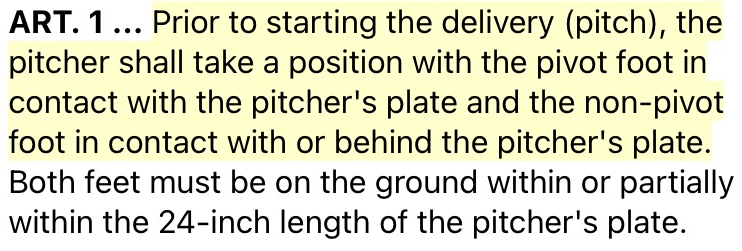 ART. 1 ... Prior to starting the delivery (pitch), the
pitcher shall take a position with the pivot foot in
contact with the pitcher's plate and the non-pivot
foot in contact with or behind the pitcher's plate.
Both feet must be on the ground within or partially
within the 24-inch length of the pitcher's plate.